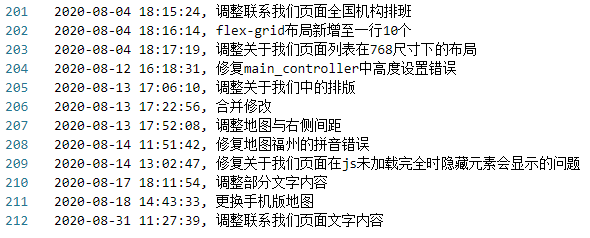 201 2020-08-04 18:15:24, 调整联系我们页面全国机构排班
202 2020-08-04 18:16:14, flex-grid布局新增至一行10个
203 2020-08-04 18:17:19, 调整关于我们页面列表在768尺寸下的布局
204 2020-08-12 16:18:31, 修复main_controller中高度设置错误
205 2020-08-13 17:06:10, 调整关于我们中的排版
206 2020-08-13 17:22:56, 合并修改
207 2020-08-13 17:52:08, 调整地图与右侧间距
208 2020-08-14 11:51:42, 修复地图福州的拼音错误
209 2020-08-14 13:02:47, 修复关于我们页面在js未加载完全时隐藏元素会显示的问题
210 2020-08-17 18:11:54, 调整部分文字内容
211 2020-08-18 14:43:33, 更换手机版地图
212 2020-08-31 11:27:39, 调整联系我们页面文字内容